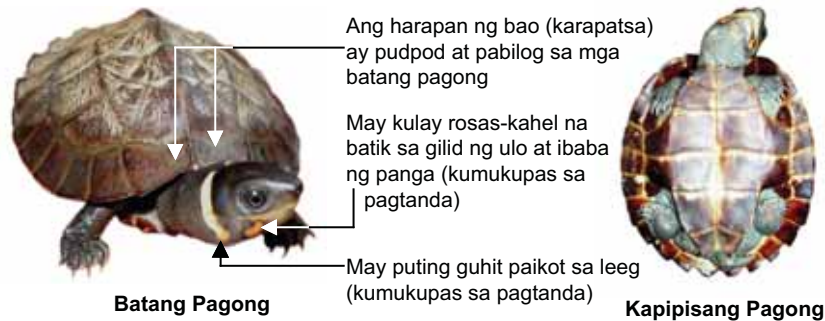 Ang harapan ng bao (karapatsa)
ay pudpod at pabilog sa mga
batang pagong
May kulay rosas-kahel na
batik sa gilid ng ulo at ibaba
ng panga (kumukupas sa
pagtanda)
May puting guhit paikot sa leeg
(kumukupas sa pagtanda)
Batang Pagong
Kapipisang Pagong